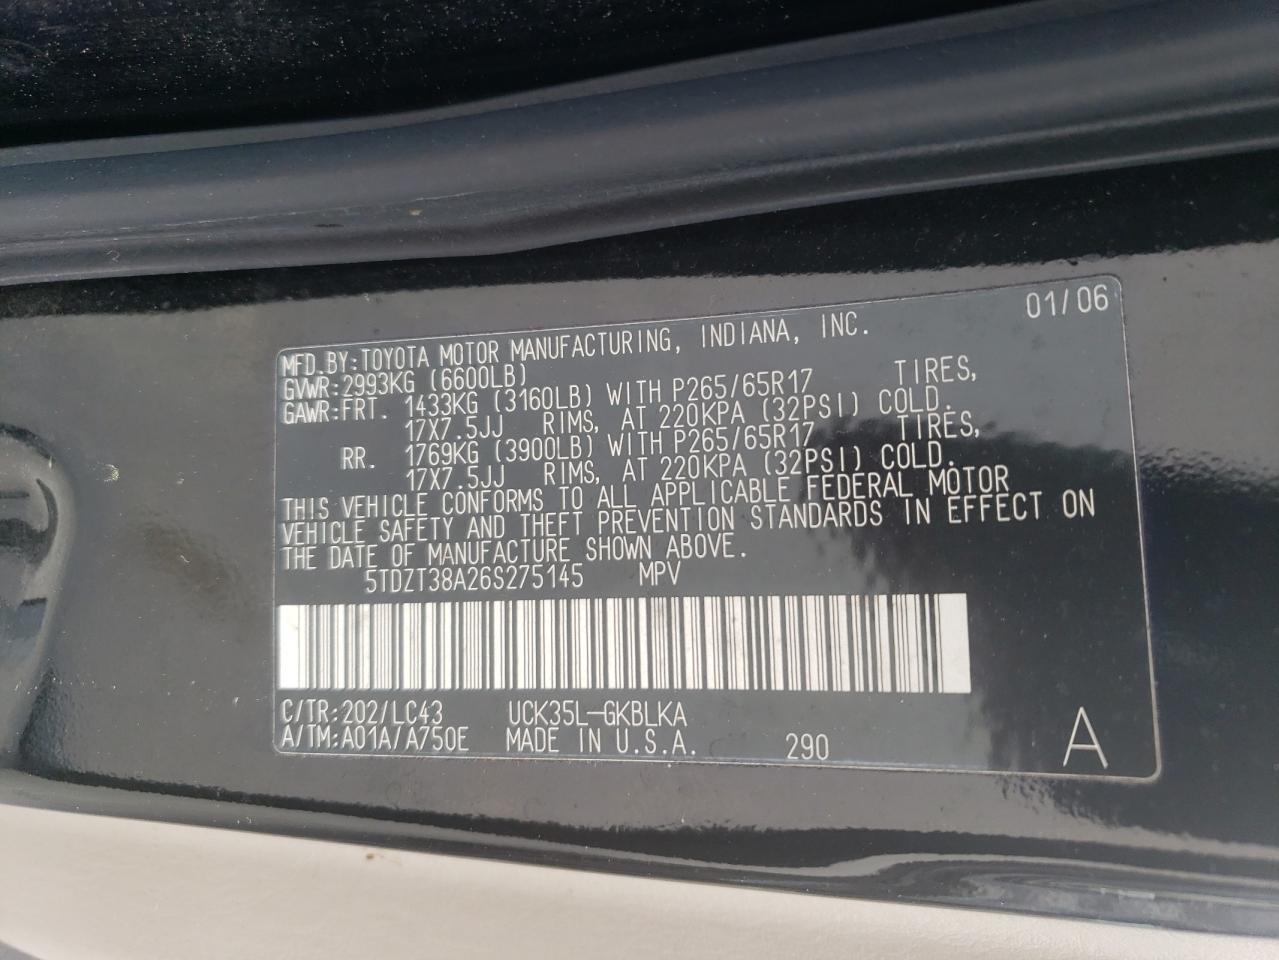 01/06
MFD.BY:TOYOTA MOTOR MANUFACTURING, INDIANA, INC.
GVWR:2993KG (6600LB)
GAWR:FRT. 1433KG (3160LB) WITH P265/65R17 TIRES,
17X7.5JJ RIMS, AT 220KPA (32PSI) COLD.
RR. 1769KG (3900LB) WITH P265/65R17 TIRES,
17X7.5JJ RIMS, AT 220KPA (32PSI) COLD.
THIS VEHICLE CONFORMS TO ALL APPLICABLE FEDERAL MOTOR
VEHICLE SAFETY AND THEFT PREVENTION STANDARDS IN EFFECT ON
THE DATE OF MANUFACTURE SHOWN ABOVE.
5TDZT38A26S275145 MPV
C/TR:202/LC43 UCK35L-GKBLKA
A/TM:A01A/A750E MADE IN U.S.A. 290 A